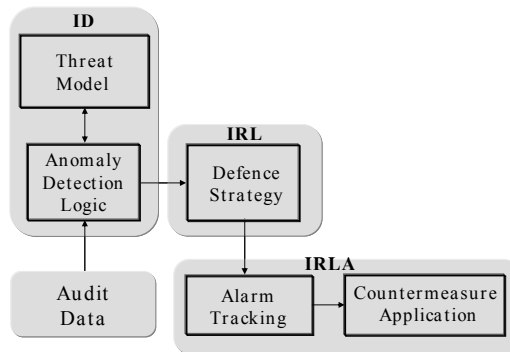 ID
Threat
Model
Anomaly
Detection
Logic
IRL
Defence
Strategy
IRLA
Audit
Data
Alarm
Tracking
Countermeasure
Application